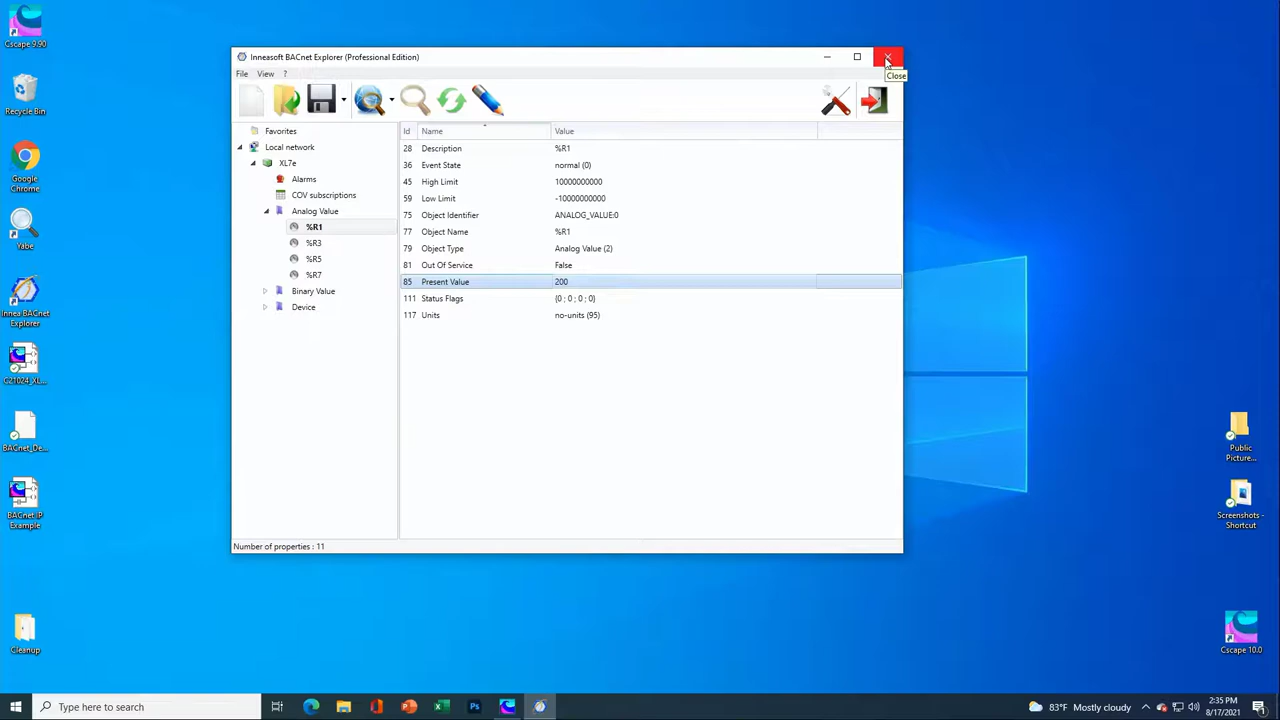 Cscape 9.90
Recycle Bin
Google
Chrome
Yabe
Innea BACnet
Explorer
C21024_XL...
BACnet_De...
BACnet_IP
Example
Cleanup
Inneasoft BACnet Explorer (Professional Edition)
Close
File View ?
Favorites
Local network
XL7e
Alarms
COV subscriptions
Analog Value
%R1
%R3
%R5
%R7
Binary Value
Device
Id Name Value
28 Description %R1
36 Event State normal (0)
45 High Limit 10000000000
59 Low Limit -10000000000
75 Object Identifier ANALOG_VALUE:0
77 Object Name %R1
79 Object Type Analog Value (2)
81 Out Of Service False
85 Present Value 200
111 Status Flags {0 ; 0 ; 0 ; 0}
117 Units no-units (95)
Number of properties : 11
Public
Picture...
Screenshots -
Shortcut
Cscape 10.0
Type here to search
83°F Mostly cloudy
2:35 PM
8/17/2021